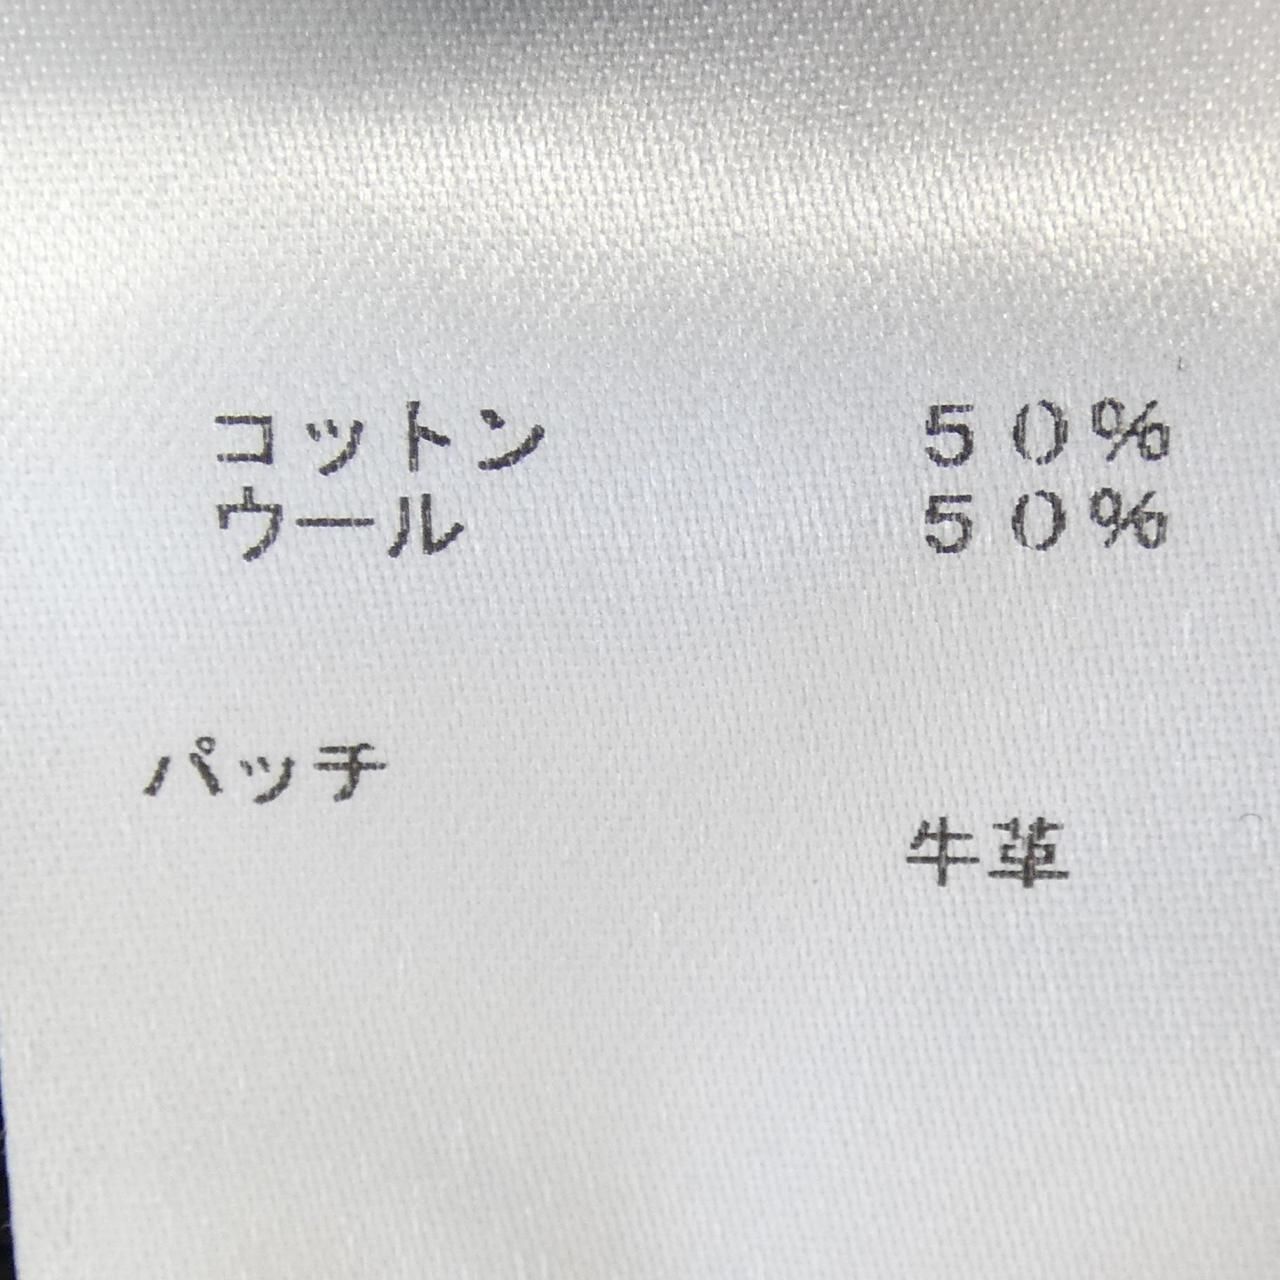 コットン ５０％
ウール ５０％
パッチ
牛革